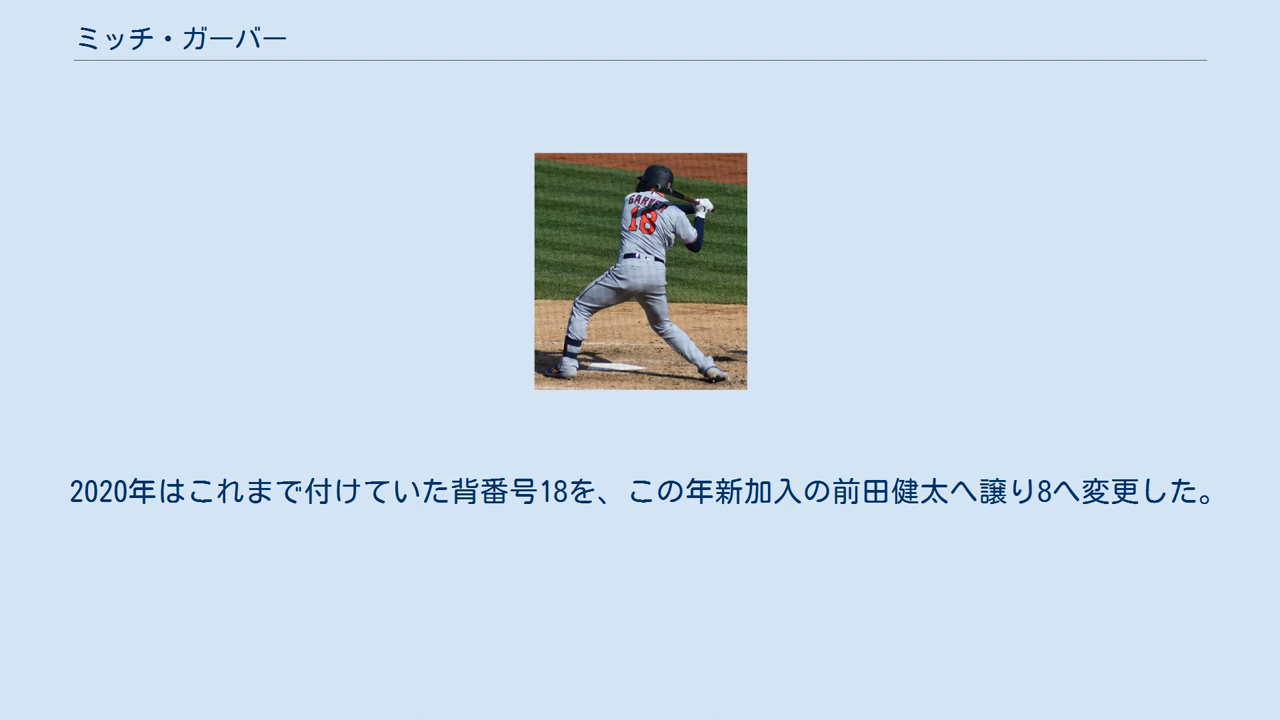 ミッチ・ガーバー
GARVER
18
2020年はこれまで付けていた背番号18を、この年新加入の前田健太へ譲り8へ変更した。